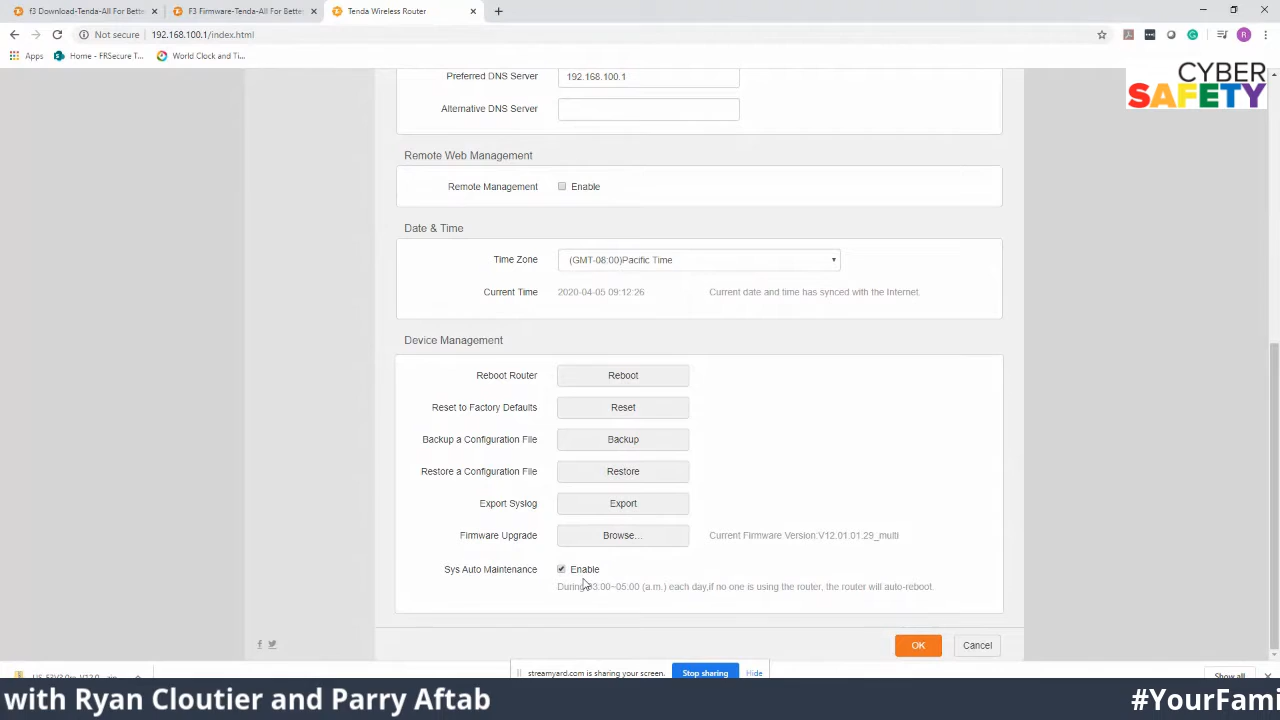 f3 Download-Tenda-All For Bette
F3 Firmware-Tenda-All For Better
Tenda Wireless Router
Not secure
192.168.100.1/index.html
Apps
Home - FRSecure T...
World Clock and Ti...
R
CYBER
SAFETY
Preferred DNS Server
192.168.100.1
Alternative DNS Server
Remote Web Management
Remote Management
Enable
Date & Time
Time Zone
(GMT-08:00)Pacific Time
Current Time
2020-04-05 09:12:26
Current date and time has synced with the Internet.
Device Management
Reboot Router
Reboot
Reset to Factory Defaults
Reset
Backup a Configuration File
Backup
Restore a Configuration File
Restore
Export Syslog
Export
Firmware Upgrade
Browse...
Current Firmware Version:V12.01.01.29_multi
Sys Auto Maintenance
Enable
During 03:00~05:00 (a.m.) each day,if no one is using the router, the router will auto-reboot.
OK
Cancel
streamyard.com is sharing your screen.
Stop sharing
Hide
Show all
with Ryan Cloutier and Parry Aftab
#YourFami